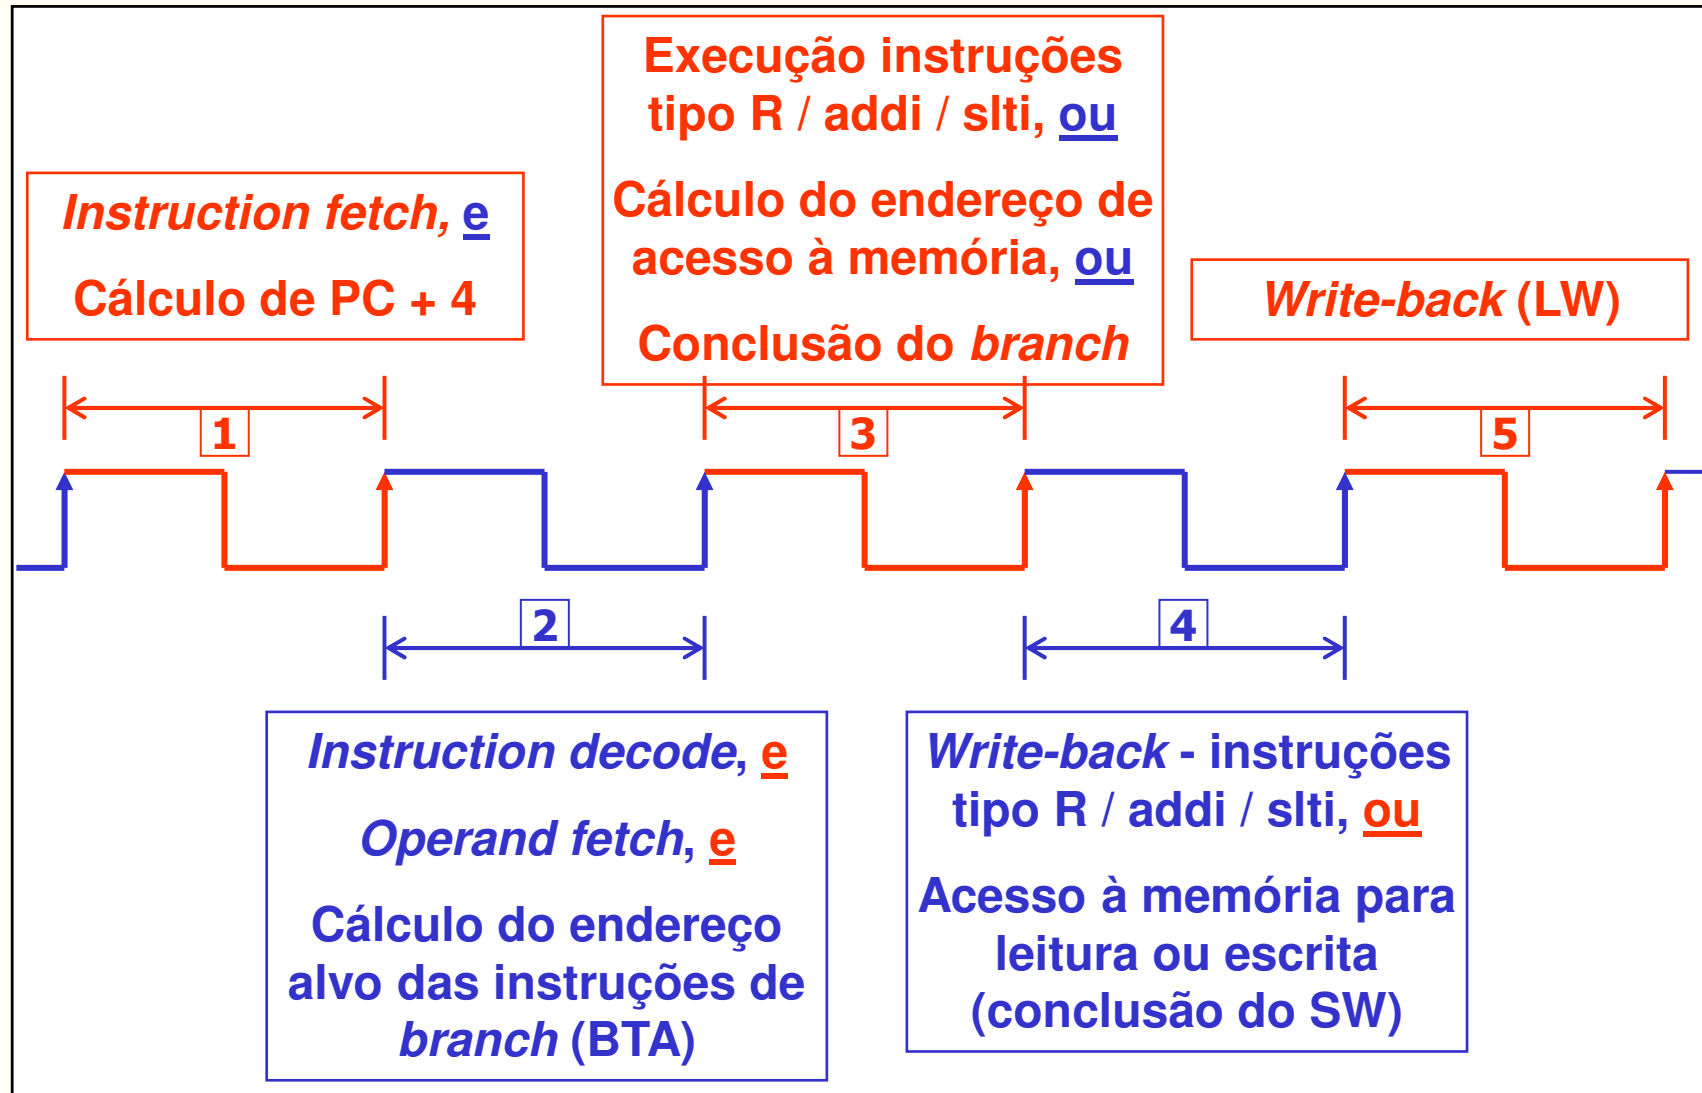 Execução instruções
tipo R / addi / slti, ou
Cálculo do endereço de
acesso à memória, ou
Conclusão do branch
Instruction fetch, e
Cálculo de PC + 4
Write-back (LW)
1
3
5
2
4
Instruction decode, e
Operand fetch, e
Cálculo do endereço
alvo das instruções de
branch (BTA)
Write-back - instruções
tipo R / addi / slti, ou
Acesso à memória para
leitura ou escrita
(conclusão do SW)